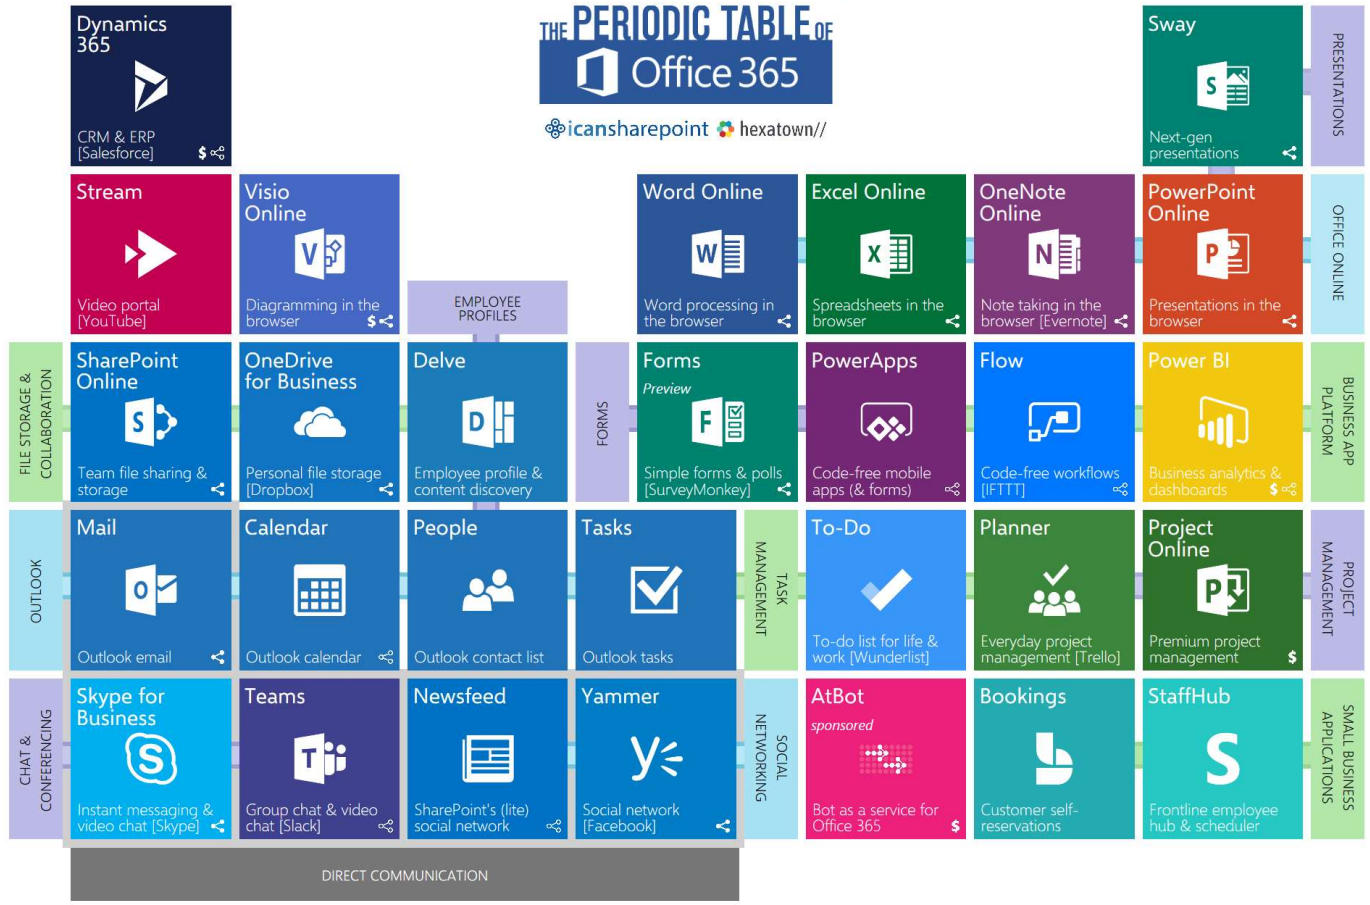 THE PERIODIC TABLE OF
Office 365
icansharepoint hexatown//
Dynamics
365
CRM & ERP
[Salesforce] $
Sway
S
Next-gen
presentations
PRESENTATIONS
Stream
Video portal
[YouTube]
Visio
Online
V
Diagramming in the
browser $
EMPLOYEE
PROFILES
Word Online
W
Word processing in
the browser
Excel Online
X
Spreadsheets in the
browser
OneNote
Online
N
Note taking in the
browser [Evernote]
PowerPoint
Online
P
Presentations in the
browser
OFFICE ONLINE
FILE STORAGE &
COLLABORATION
SharePoint
Online
S
Team file sharing &
storage
OneDrive
for Business
Personal file storage
[Dropbox]
Delve
D
Employee profile &
content discovery
FORMS
Forms
Preview
F
Simple forms & polls
[SurveyMonkey]
PowerApps
Code-free mobile
apps (& forms)
Flow
Code-free workflows
[IFTTT]
Power BI
Business analytics &
dashboards $
BUSINESS APP
PLATFORM
OUTLOOK
Mail
O
Outlook email
Calendar
Outlook calendar
People
Outlook contact list
Tasks
Outlook tasks
TASK
MANAGEMENT
To-Do
To-do list for life &
work [Wunderlist]
Planner
Everyday project
management [Trello]
Project
Online
P
Premium project
management $
PROJECT
MANAGEMENT
CHAT &
CONFERENCING
Skype for
Business
S
Instant messaging &
video chat [Skype]
Teams
T
Group chat & video
chat [Slack]
Newsfeed
SharePoint's (lite)
social network
Yammer
y
Social network
[Facebook]
SOCIAL
NETWORKING
AtBot
sponsored
Bot as a service for
Office 365 $
Bookings
Customer self-
reservations
StaffHub
S
Frontline employee
hub & scheduler
SMALL BUSINESS
APPLICATIONS
DIRECT COMMUNICATION